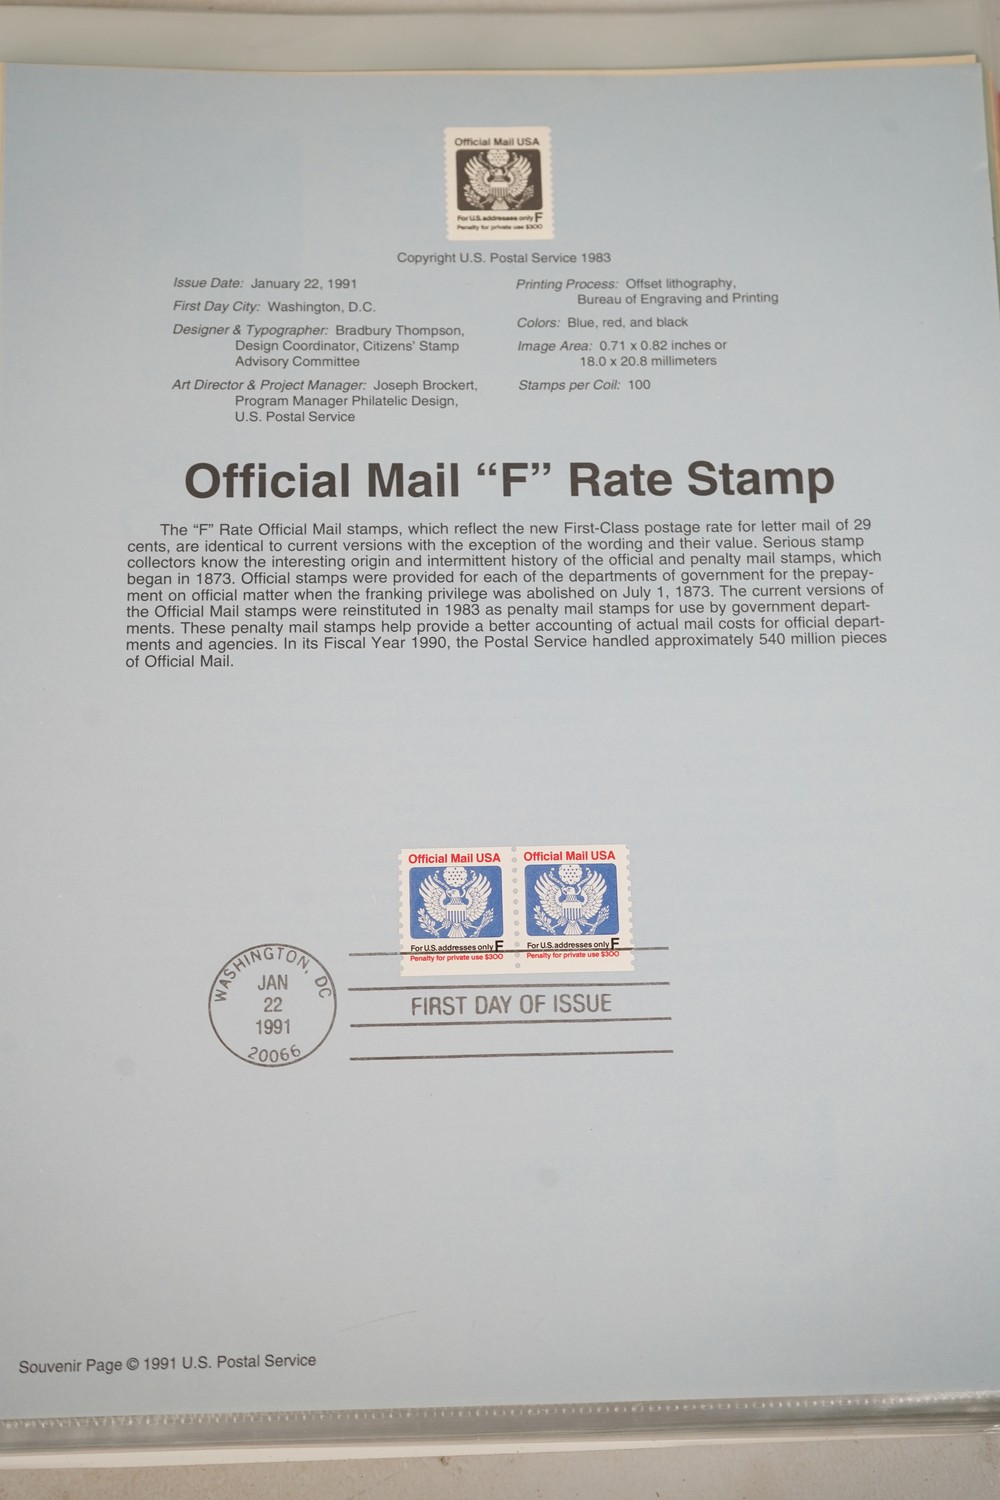 Official Mail USA
For U.S. addresses only F
Penalty for private use $300
Copyright U.S. Postal Service 1983
Issue Date: January 22, 1991
First Day City: Washington, D.C.
Designer & Typographer: Bradbury Thompson,
Design Coordinator, Citizens' Stamp
Advisory Committee
Art Director & Project Manager: Joseph Brockert,
Program Manager Philatelic Design,
U.S. Postal Service
Printing Process: Offset lithography,
Bureau of Engraving and Printing
Colors: Blue, red, and black
Image Area: 0.71 x 0.82 inches or
18.0 x 20.8 millimeters
Stamps per Coil: 100
Official Mail “F” Rate Stamp
The “F” Rate Official Mail stamps, which reflect the new First-Class postage rate for letter mail of 29
cents, are identical to current versions with the exception of the wording and their value. Serious stamp
collectors know the interesting origin and intermittent history of the official and penalty mail stamps, which
began in 1873. Official stamps were provided for each of the departments of government for the prepay-
ment on official matter when the franking privilege was abolished on July 1, 1873. The current versions of
the Official Mail stamps were reinstituted in 1983 as penalty mail stamps for use by government depart-
ments. These penalty mail stamps help provide a better accounting of actual mail costs for official depart-
ments and agencies. In its Fiscal Year 1990, the Postal Service handled approximately 540 million pieces
of Official Mail.
Official Mail USA
For U.S. addresses only F
Penalty for private use $300
Official Mail USA
For U.S. addresses only F
Penalty for private use $300
WASHINGTON, DC
JAN
22
1991
20066
FIRST DAY OF ISSUE
Souvenir Page © 1991 U.S. Postal Service